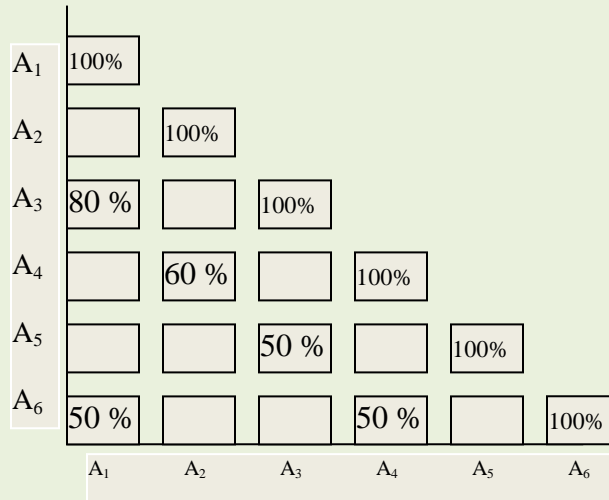 A₁ 100%
A₂ 100%
A₃ 80 % 100%
A₄ 60 % 100%
A₅ 50 % 100%
A₆ 50 % 50 % 100%
A₁ A₂ A₃ A₄ A₅ A₆